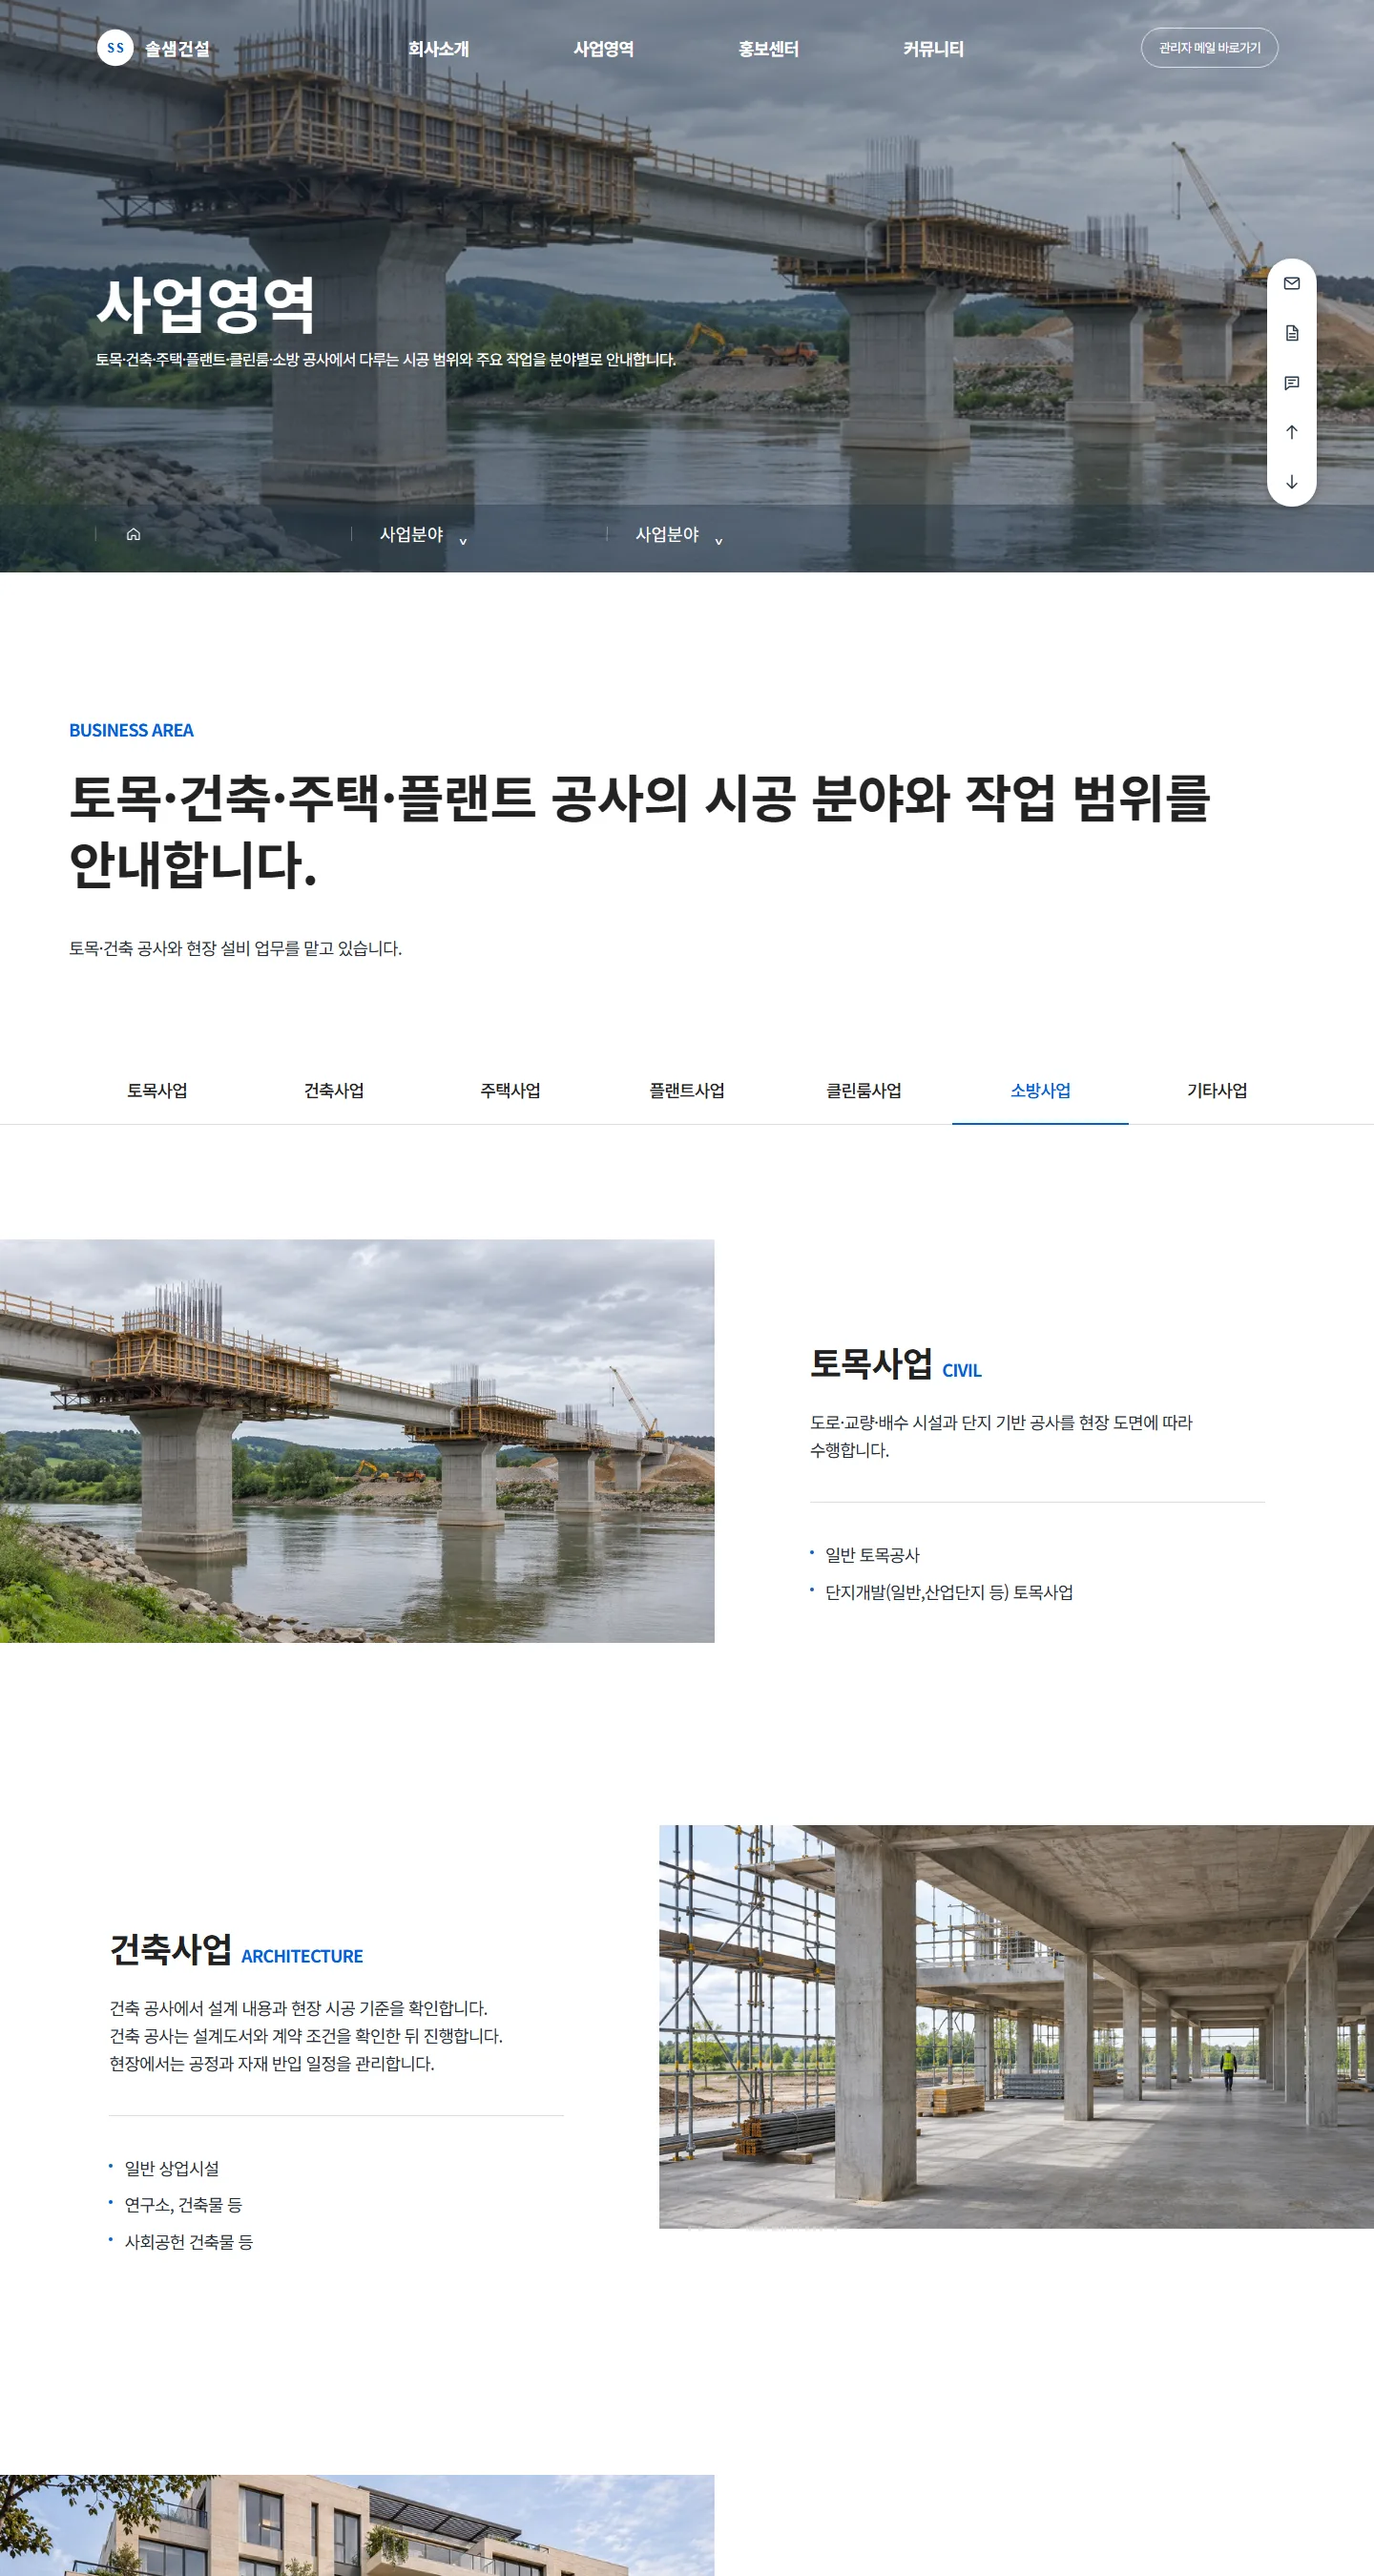 SS 솔샘건설
회사소개
사업영역
홍보센터
커뮤니티
관리자 메일 바로가기
사업영역
토목·건축·주택·플랜트·클린룸·소방 공사에서 다루는 시공 범위와 주요 작업을 분야별로 안내합니다.
사업분야
사업분야
BUSINESS AREA
토목·건축·주택·플랜트 공사의 시공 분야와 작업 범위를
안내합니다.
토목·건축 공사와 현장 설비 업무를 맡고 있습니다.
토목사업
건축사업
주택사업
플랜트사업
클린룸사업
소방사업
기타사업
토목사업 CIVIL
도로·교량·배수 시설과 단지 기반 공사를 현장 도면에 따라
수행합니다.
• 일반 토목공사
• 단지개발(일반,산업단지 등) 토목사업
건축사업 ARCHITECTURE
건축 공사에서 설계 내용과 현장 시공 기준을 확인합니다.
건축 공사는 설계도서와 계약 조건을 확인한 뒤 진행합니다.
현장에서는 공정과 자재 반입 일정을 관리합니다.
• 일반 상업시설
• 연구소, 건축물 등
• 사회공헌 건축물 등